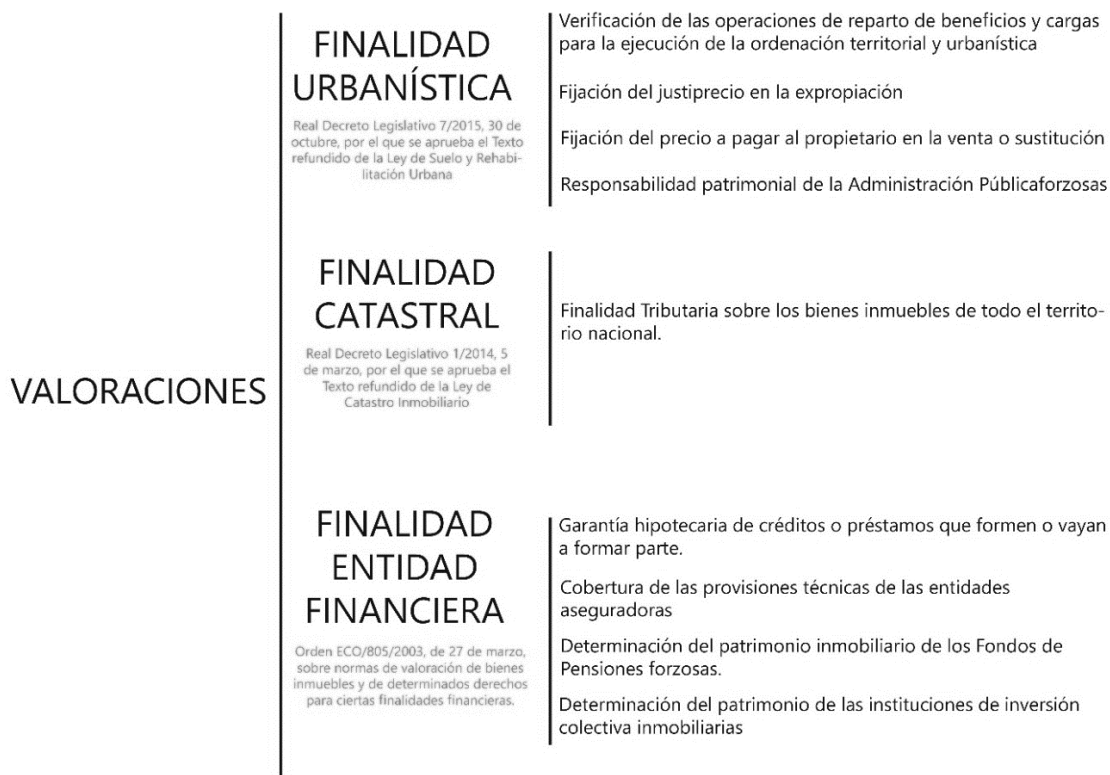 VALORACIONES
FINALIDAD
URBANÍSTICA
Real Decreto Legislativo 7/2015, 30 de
octubre, por el que se aprueba el Texto
refundido de la Ley de Suelo y Rehabi-
litación Urbana
Verificación de las operaciones de reparto de beneficios y cargas
para la ejecución de la ordenación territorial y urbanística
Fijación del justiprecio en la expropiación
Fijación del precio a pagar al propietario en la venta o sustitución
Responsabilidad patrimonial de la Administración Públicaforzosas
FINALIDAD
CATASTRAL
Real Decreto Legislativo 1/2014, 5
de marzo, por el que se aprueba el
Texto refundido de la Ley de
Catastro Inmobiliario
Finalidad Tributaria sobre los bienes inmuebles de todo el territo-
rio nacional.
FINALIDAD
ENTIDAD
FINANCIERA
Orden ECO/805/2003, de 27 de marzo,
sobre normas de valoración de bienes
inmuebles y de determinados derechos
para ciertas finalidades financieras.
Garantía hipotecaria de créditos o préstamos que formen o vayan
a formar parte.
Cobertura de las provisiones técnicas de las entidades
aseguradoras
Determinación del patrimonio inmobiliario de los Fondos de
Pensiones forzosas.
Determinación del patrimonio de las instituciones de inversión
colectiva inmobiliarias